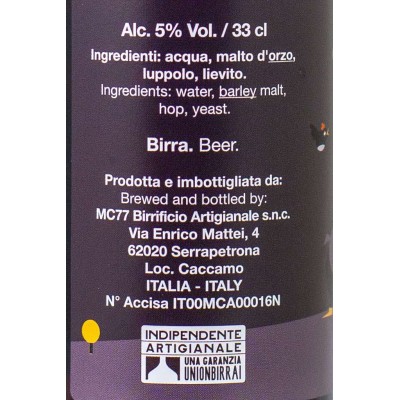 Alc. 5% Vol. / 33 cl
Ingredienti: acqua, malto d'orzo,
luppolo, lievito.
Ingredients: water, barley malt,
hop, yeast.
Birra. Beer.
Prodotta e imbottigliata da:
Brewed and bottled by:
MC77 Birrificio Artigianale s.n.c.
Via Enrico Mattei, 4
62020 Serrapetrona
Loc. Caccamo
ITALIA - ITALY
N° Accisa IT00MCA00016N
INDIPENDENTE
ARTIGIANALE
UNA GARANZIA
UNIONBIRRAI